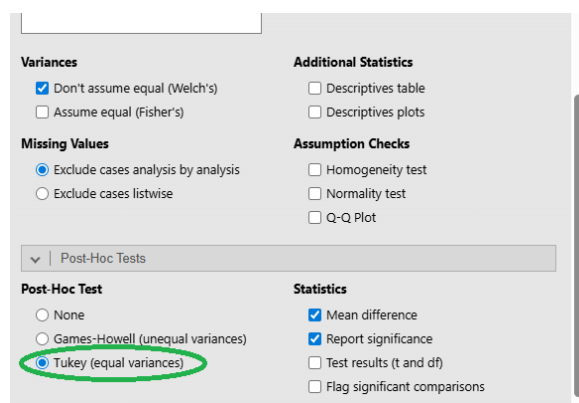 Variances
Don't assume equal (Welch's)
Assume equal (Fisher's)
Missing Values
Exclude cases analysis by analysis
Exclude cases listwise
Additional Statistics
Descriptives table
Descriptives plots
Assumption Checks
Homogeneity test
Normality test
Q-Q Plot
Post-Hoc Tests
Post-Hoc Test
None
Games-Howell (unequal variances)
Tukey (equal variances)
Statistics
Mean difference
Report significance
Test results (t and df)
Flag significant comparisons